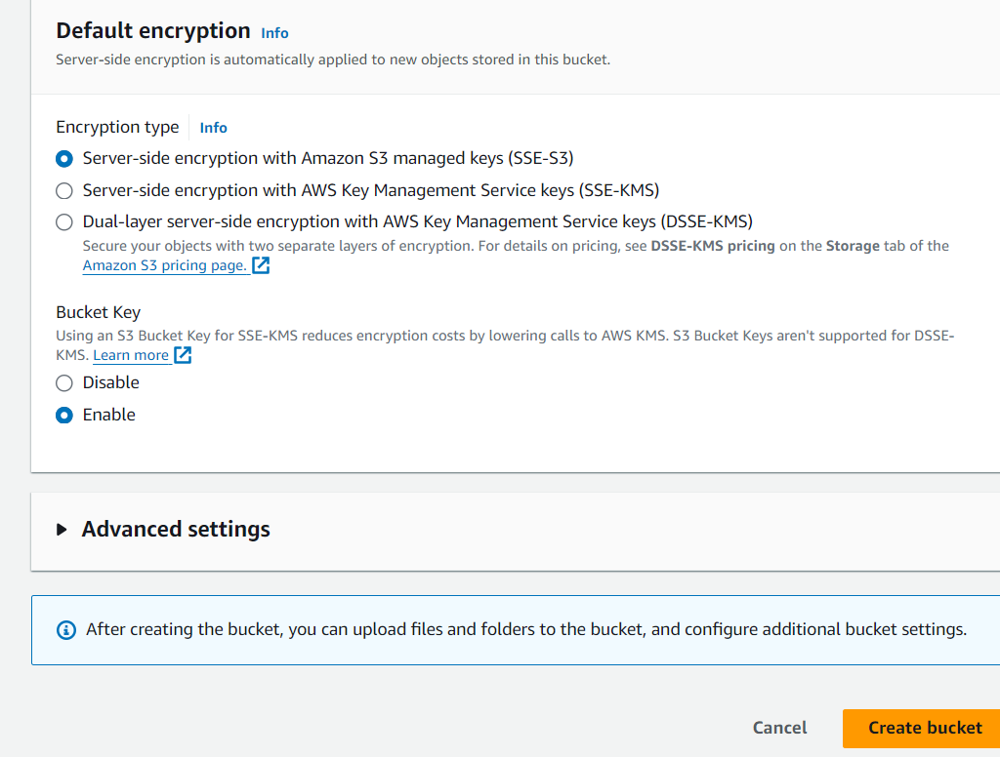 Default encryption Info
Server-side encryption is automatically applied to new objects stored in this bucket.
Encryption type Info
Server-side encryption with Amazon S3 managed keys (SSE-S3)
Server-side encryption with AWS Key Management Service keys (SSE-KMS)
Dual-layer server-side encryption with AWS Key Management Service keys (DSSE-KMS)
Secure your objects with two separate layers of encryption. For details on pricing, see DSSE-KMS pricing on the Storage tab of the
Amazon S3 pricing page.
Bucket Key
Using an S3 Bucket Key for SSE-KMS reduces encryption costs by lowering calls to AWS KMS. S3 Bucket Keys aren't supported for DSSE-
KMS. Learn more
Disable
Enable
Advanced settings
After creating the bucket, you can upload files and folders to the bucket, and configure additional bucket settings.
Cancel Create bucket